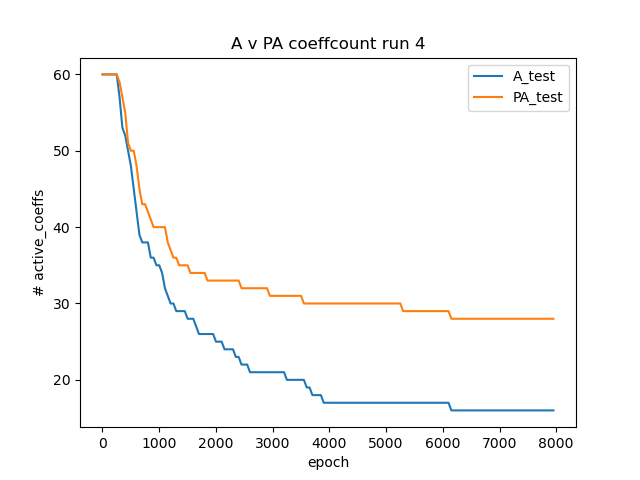 A v PA coeffcount run 4
A_test
PA_test
60
50
40
30
20
# active_coeffs
0 1000 2000 3000 4000 5000 6000 7000 8000
epoch